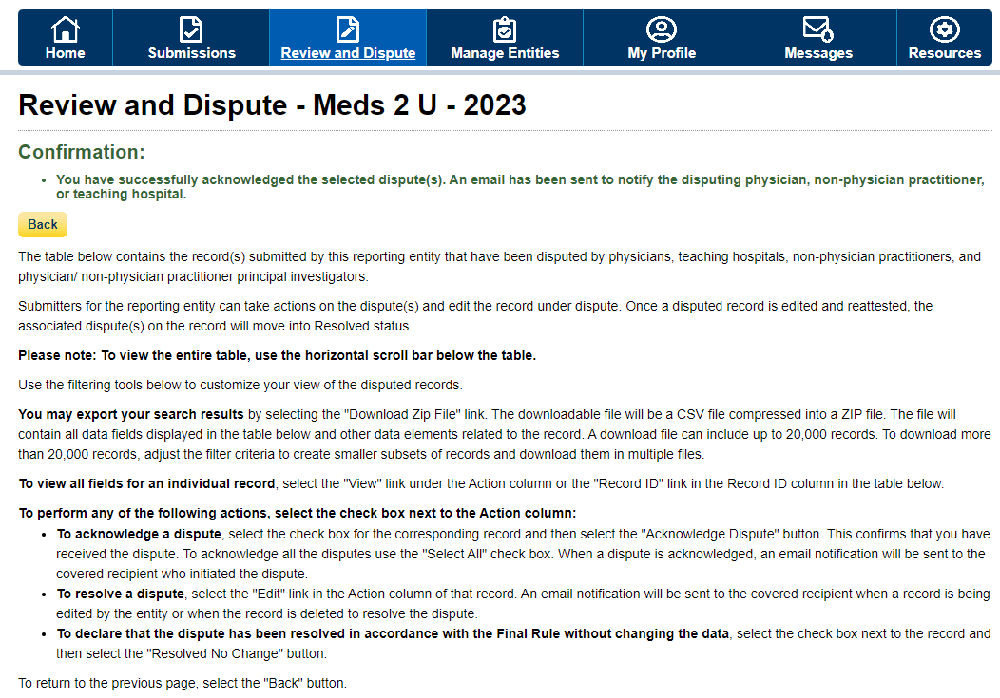 Home
Submissions
Review and Dispute
Manage Entities
My Profile
Messages
Resources
Review and Dispute - Meds 2 U - 2023
Confirmation:
• You have successfully acknowledged the selected dispute(s). An email has been sent to notify the disputing physician, non-physician practitioner,
or teaching hospital.
Back
The table below contains the record(s) submitted by this reporting entity that have been disputed by physicians, teaching hospitals, non-physician practitioners, and
physician/ non-physician practitioner principal investigators.
Submitters for the reporting entity can take actions on the dispute(s) and edit the record under dispute. Once a disputed record is edited and reattested, the
associated dispute(s) on the record will move into Resolved status.
Please note: To view the entire table, use the horizontal scroll bar below the table.
Use the filtering tools below to customize your view of the disputed records.
You may export your search results by selecting the "Download Zip File" link. The downloadable file will be a CSV file compressed into a ZIP file. The file will
contain all data fields displayed in the table below and other data elements related to the record. A download file can include up to 20,000 records. To download more
than 20,000 records, adjust the filter criteria to create smaller subsets of records and download them in multiple files.
To view all fields for an individual record, select the "View" link under the Action column or the "Record ID" link in the Record ID column in the table below.
To perform any of the following actions, select the check box next to the Action column:
• To acknowledge a dispute, select the check box for the corresponding record and then select the "Acknowledge Dispute" button. This confirms that you have
received the dispute. To acknowledge all the disputes use the "Select All" check box. When a dispute is acknowledged, an email notification will be sent to the
covered recipient who initiated the dispute.
• To resolve a dispute, select the "Edit" link in the Action column of that record. An email notification will be sent to the covered recipient when a record is being
edited by the entity or when the record is deleted to resolve the dispute.
• To declare that the dispute has been resolved in accordance with the Final Rule without changing the data, select the check box next to the record and
then select the "Resolved No Change" button.
To return to the previous page, select the "Back" button.